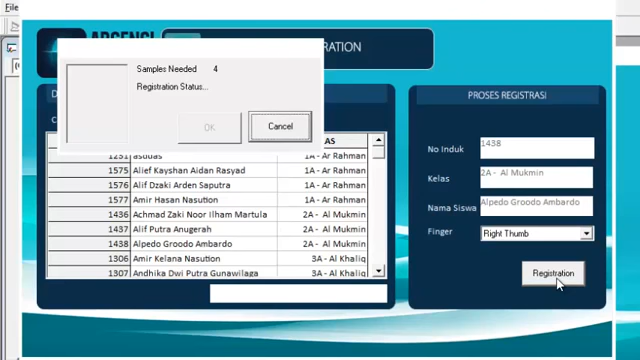 File
ABSENSI
RATION
Samples Needed 4
Registration Status...
OK
Cancel
PROSES REGISTRASI
No Induk 1438
Kelas 2A - Al Mukmin
Nama Siswa Alpedo Groodo Ambardo
Finger Right Thumb
Registration
AS
1251 asudas 1A - Ar Rahman
1575 Alief Kayshan Aidan Rasyad 1A - Ar Rahman
1576 Alif Dzaki Arden Saputra 1A - Ar Rahman
1577 Amir Hasan Nasution 1A - Ar Rahman
1436 Achmad Zaki Noor Ilham Martula 2A - Al Mukmin
1437 Alif Putra Anugerah 2A - Al Mukmin
1438 Alpedo Groodo Ambardo 2A - Al Mukmin
1306 Amir Kelana Nasution 3A - Al Khaliq
1307 Andhika Dwi Putra Gunawilaga 3A - Al Khaliq